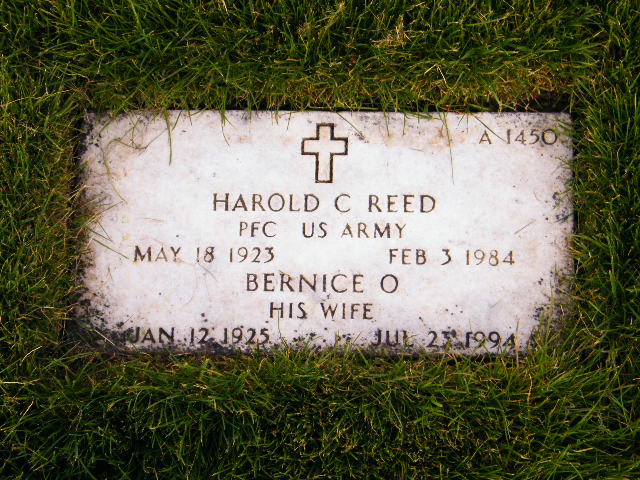 A 1450
HAROLD C REED
PFC US ARMY
MAY 18 1923 FEB 3 1984
BERNICE O
HIS WIFE
JAN 12 1925 JUL 23 1994